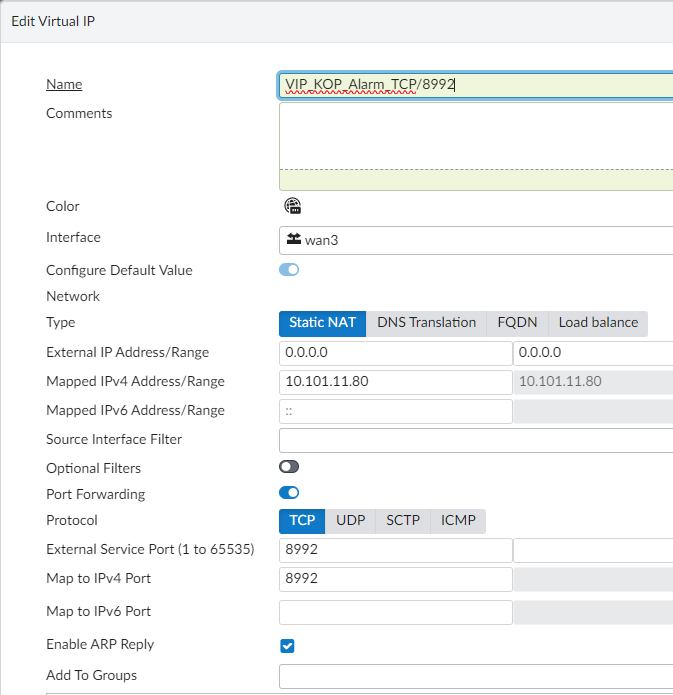 Edit Virtual IP
Name VIP_KOP_Alarm_TCP/8992
Comments
Color
Interface wan3
Configure Default Value
Network
Type Static NAT DNS Translation FQDN Load balance
External IP Address/Range 0.0.0.0 0.0.0.0
Mapped IPv4 Address/Range 10.101.11.80 10.101.11.80
Mapped IPv6 Address/Range ::
Source Interface Filter
Optional Filters
Port Forwarding
Protocol TCP UDP SCTP ICMP
External Service Port (1 to 65535) 8992
Map to IPv4 Port 8992
Map to IPv6 Port
Enable ARP Reply
Add To Groups